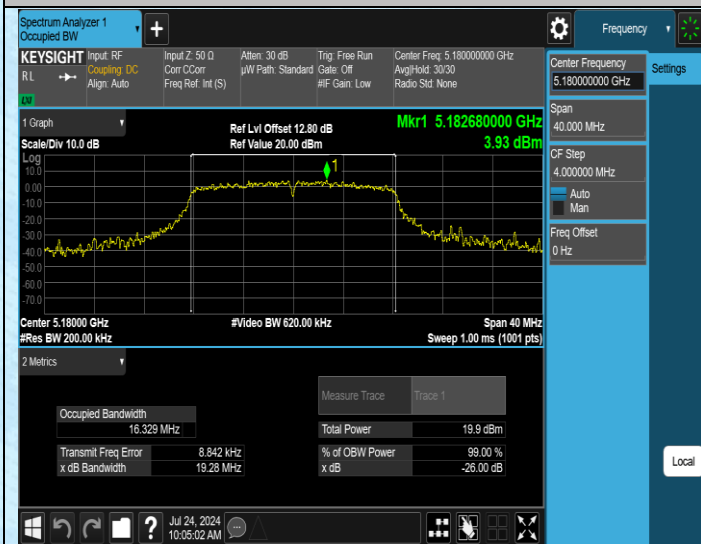 Spectrum Analyzer 1
Occupied BW
Frequency
KEYSIGHT
Input: RF
Input Z: 50 Ω
Atten: 30 dB
Trig: Free Run
Center Freq: 5.180000000 GHz
RL
Coupling: DC
Corr CCorr
µW Path: Standard
Gate: Off
Avg|Hold: 30/30
Align: Auto
Freq Ref: Int (S)
#IF Gain: Low
Radio Std: None
1 Graph
Scale/Div 10.0 dB
Ref Lvl Offset 12.80 dB
Ref Value 20.00 dBm
Mkr1 5.182680000 GHz
3.93 dBm
Log
10.0
0.00
-10.0
-20.0
-30.0
-40.0
-50.0
-60.0
-70.0
1
Center 5.18000 GHz
#Video BW 620.00 kHz
Span 40 MHz
#Res BW 200.00 kHz
Sweep 1.00 ms (1001 pts)
2 Metrics
Measure Trace
Trace 1
Occupied Bandwidth
16.329 MHz
Total Power
19.9 dBm
Transmit Freq Error
8.842 kHz
% of OBW Power
99.00 %
x dB Bandwidth
19.28 MHz
x dB
-26.00 dB
Center Frequency
5.180000000 GHz
Settings
Span
40.000 MHz
CF Step
4.000000 MHz
Auto
Man
Freq Offset
0 Hz
Local
?
Jul 24, 2024
10:05:02 AM